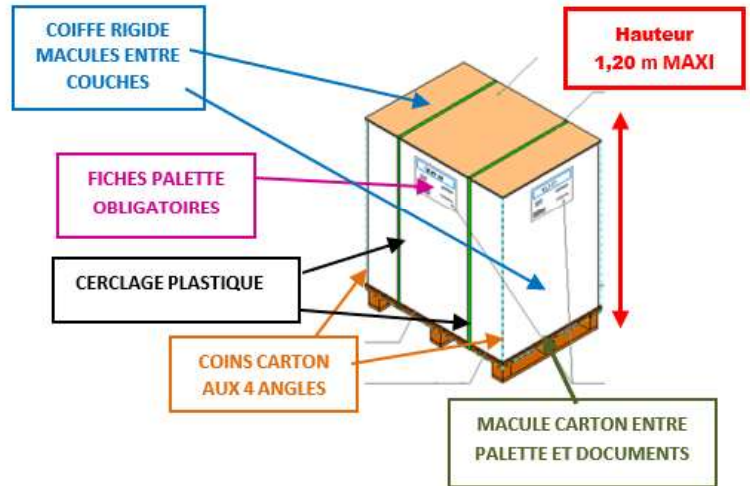 COIFFE RIGIDE
MACULES ENTRE
COUCHES
Hauteur
1,20 m MAXI
FICHES PALETTE
OBLIGATOIRES
CERCLAGE PLASTIQUE
COINS CARTON
AUX 4 ANGLES
MACULE CARTON ENTRE
PALETTE ET DOCUMENTS